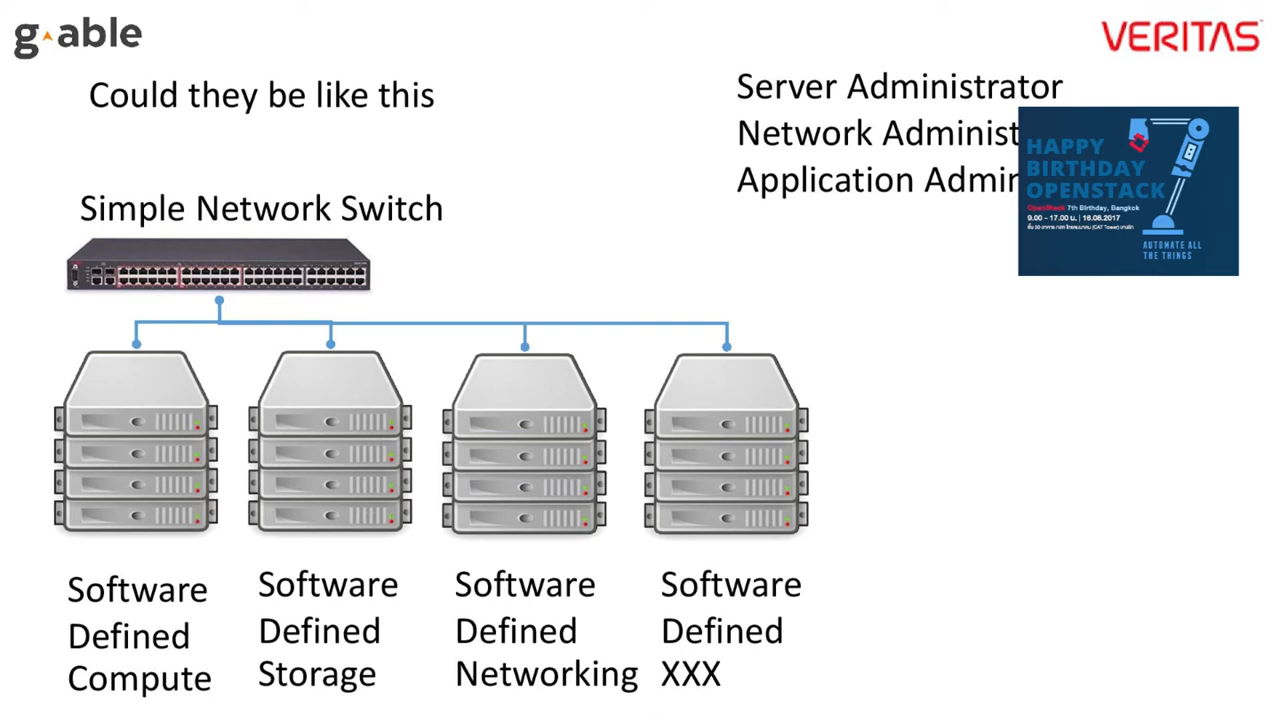 g able
VERITAS
Could they be like this
Server Administrator
Network Administ
Application Admin
HAPPY
BIRTHDAY
OPENSTACK
OpenStack 7th Birthday, Bangkok
9.00 - 17.00 น. | 16.08.2017
(CAT Tower)
AUTOMATE ALL
THE THINGS
Simple Network Switch
Software
Defined
Compute
Software
Defined
Storage
Software
Defined
Networking
Software
Defined
XXX